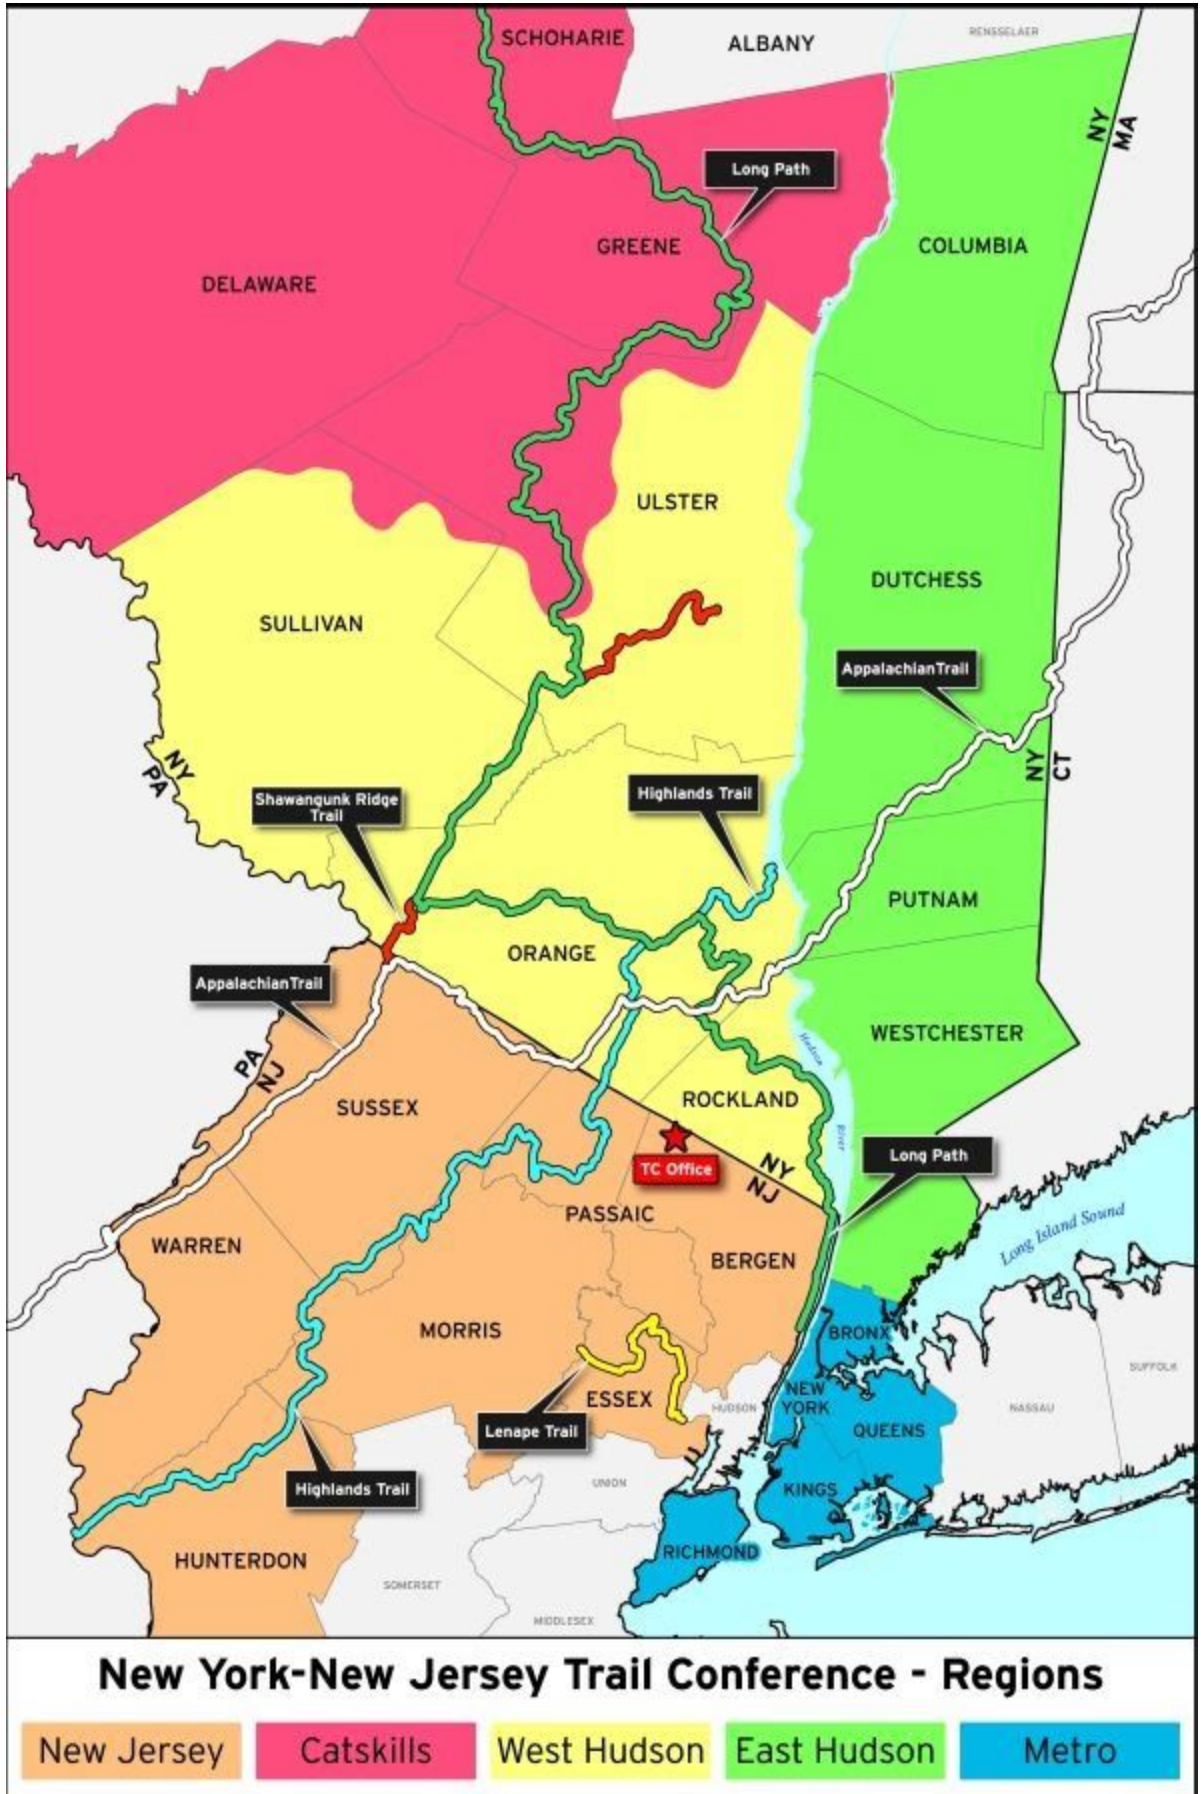 SCHOHARIE
ALBANY
RENSSELAER
NY
MA
Long Path
GREENE
COLUMBIA
DELAWARE
ULSTER
DUTCHESS
SULLIVAN
AppalachianTrail
NY
PA
NY
CT
Highlands Trail
Shawangunk Ridge
Trail
PUTNAM
ORANGE
AppalachianTrail
WESTCHESTER
Hudson
River
PA
NJ
SUSSEX
ROCKLAND
TC Office
NY
NJ
Long Path
PASSAIC
Long Island Sound
WARREN
BERGEN
MORRIS
BRONX
SUFFOLK
ESSEX
NEW
YORK
HUDSON
NASSAU
Lenape Trail
QUEENS
Highlands Trail
UNION
KINGS
HUNTERDON
RICHMOND
SOMERSET
MIDDLESEX
New York-New Jersey Trail Conference - Regions
New Jersey
Catskills
West Hudson
East Hudson
Metro